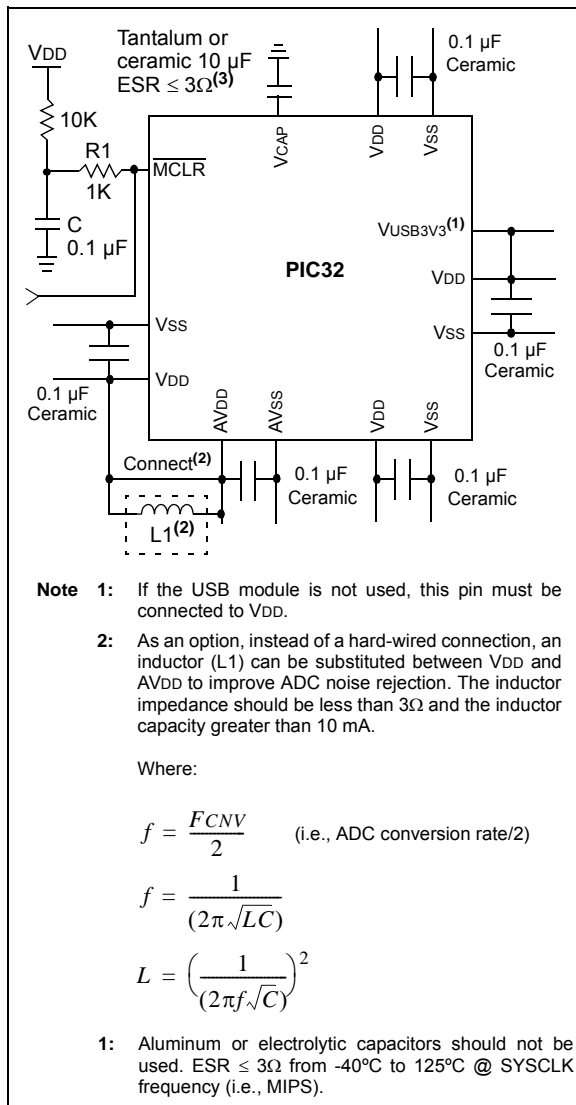 Tantalum or
ceramic 10 µF
ESR ≤ 3Ω(3)
0.1 µF
Ceramic
VDD
10K
R1
1K
C
0.1 µF
MCLR
VCAP
VDD
VSS
VUSB3V3(1)
PIC32
VDD
VSS
0.1 µF
Ceramic
VSS
VDD
0.1 µF
Ceramic
AVDD
AVSS
VDD
VSS
Connect(2)
0.1 µF
Ceramic
0.1 µF
Ceramic
L1(2)
Note 1: If the USB module is not used, this pin must be
connected to VDD.
2: As an option, instead of a hard-wired connection, an
inductor (L1) can be substituted between VDD and
AVDD to improve ADC noise rejection. The inductor
impedance should be less than 3Ω and the inductor
capacity greater than 10 mA.
Where:
f = FCNV / 2 (i.e., ADC conversion rate/2)
f = 1 / (2π√LC)
L = (1 / (2πf√C))²
1: Aluminum or electrolytic capacitors should not be
used. ESR ≤ 3Ω from -40ºC to 125ºC @ SYSCLK
frequency (i.e., MIPS).